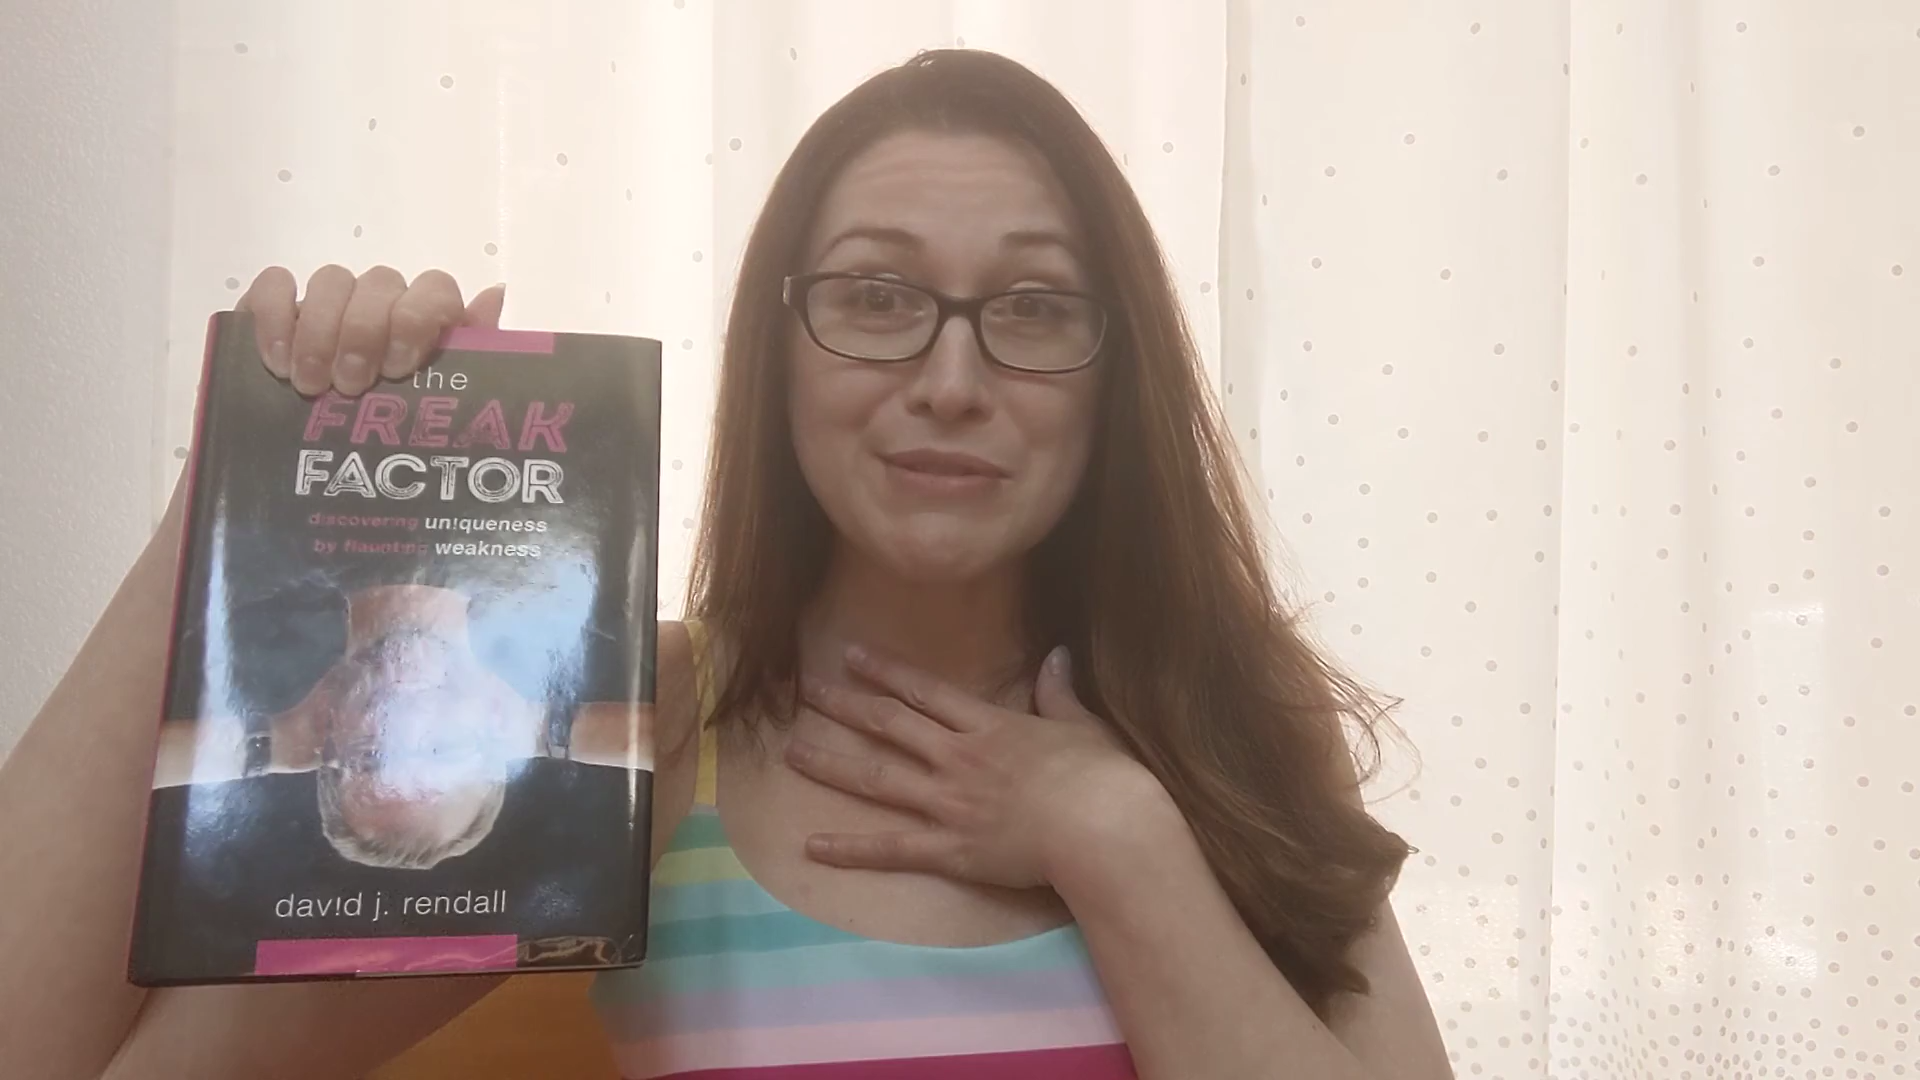 the
FREAK
FACTOR
discovering un!queness
by flaunting weakness
dav!d j. rendall